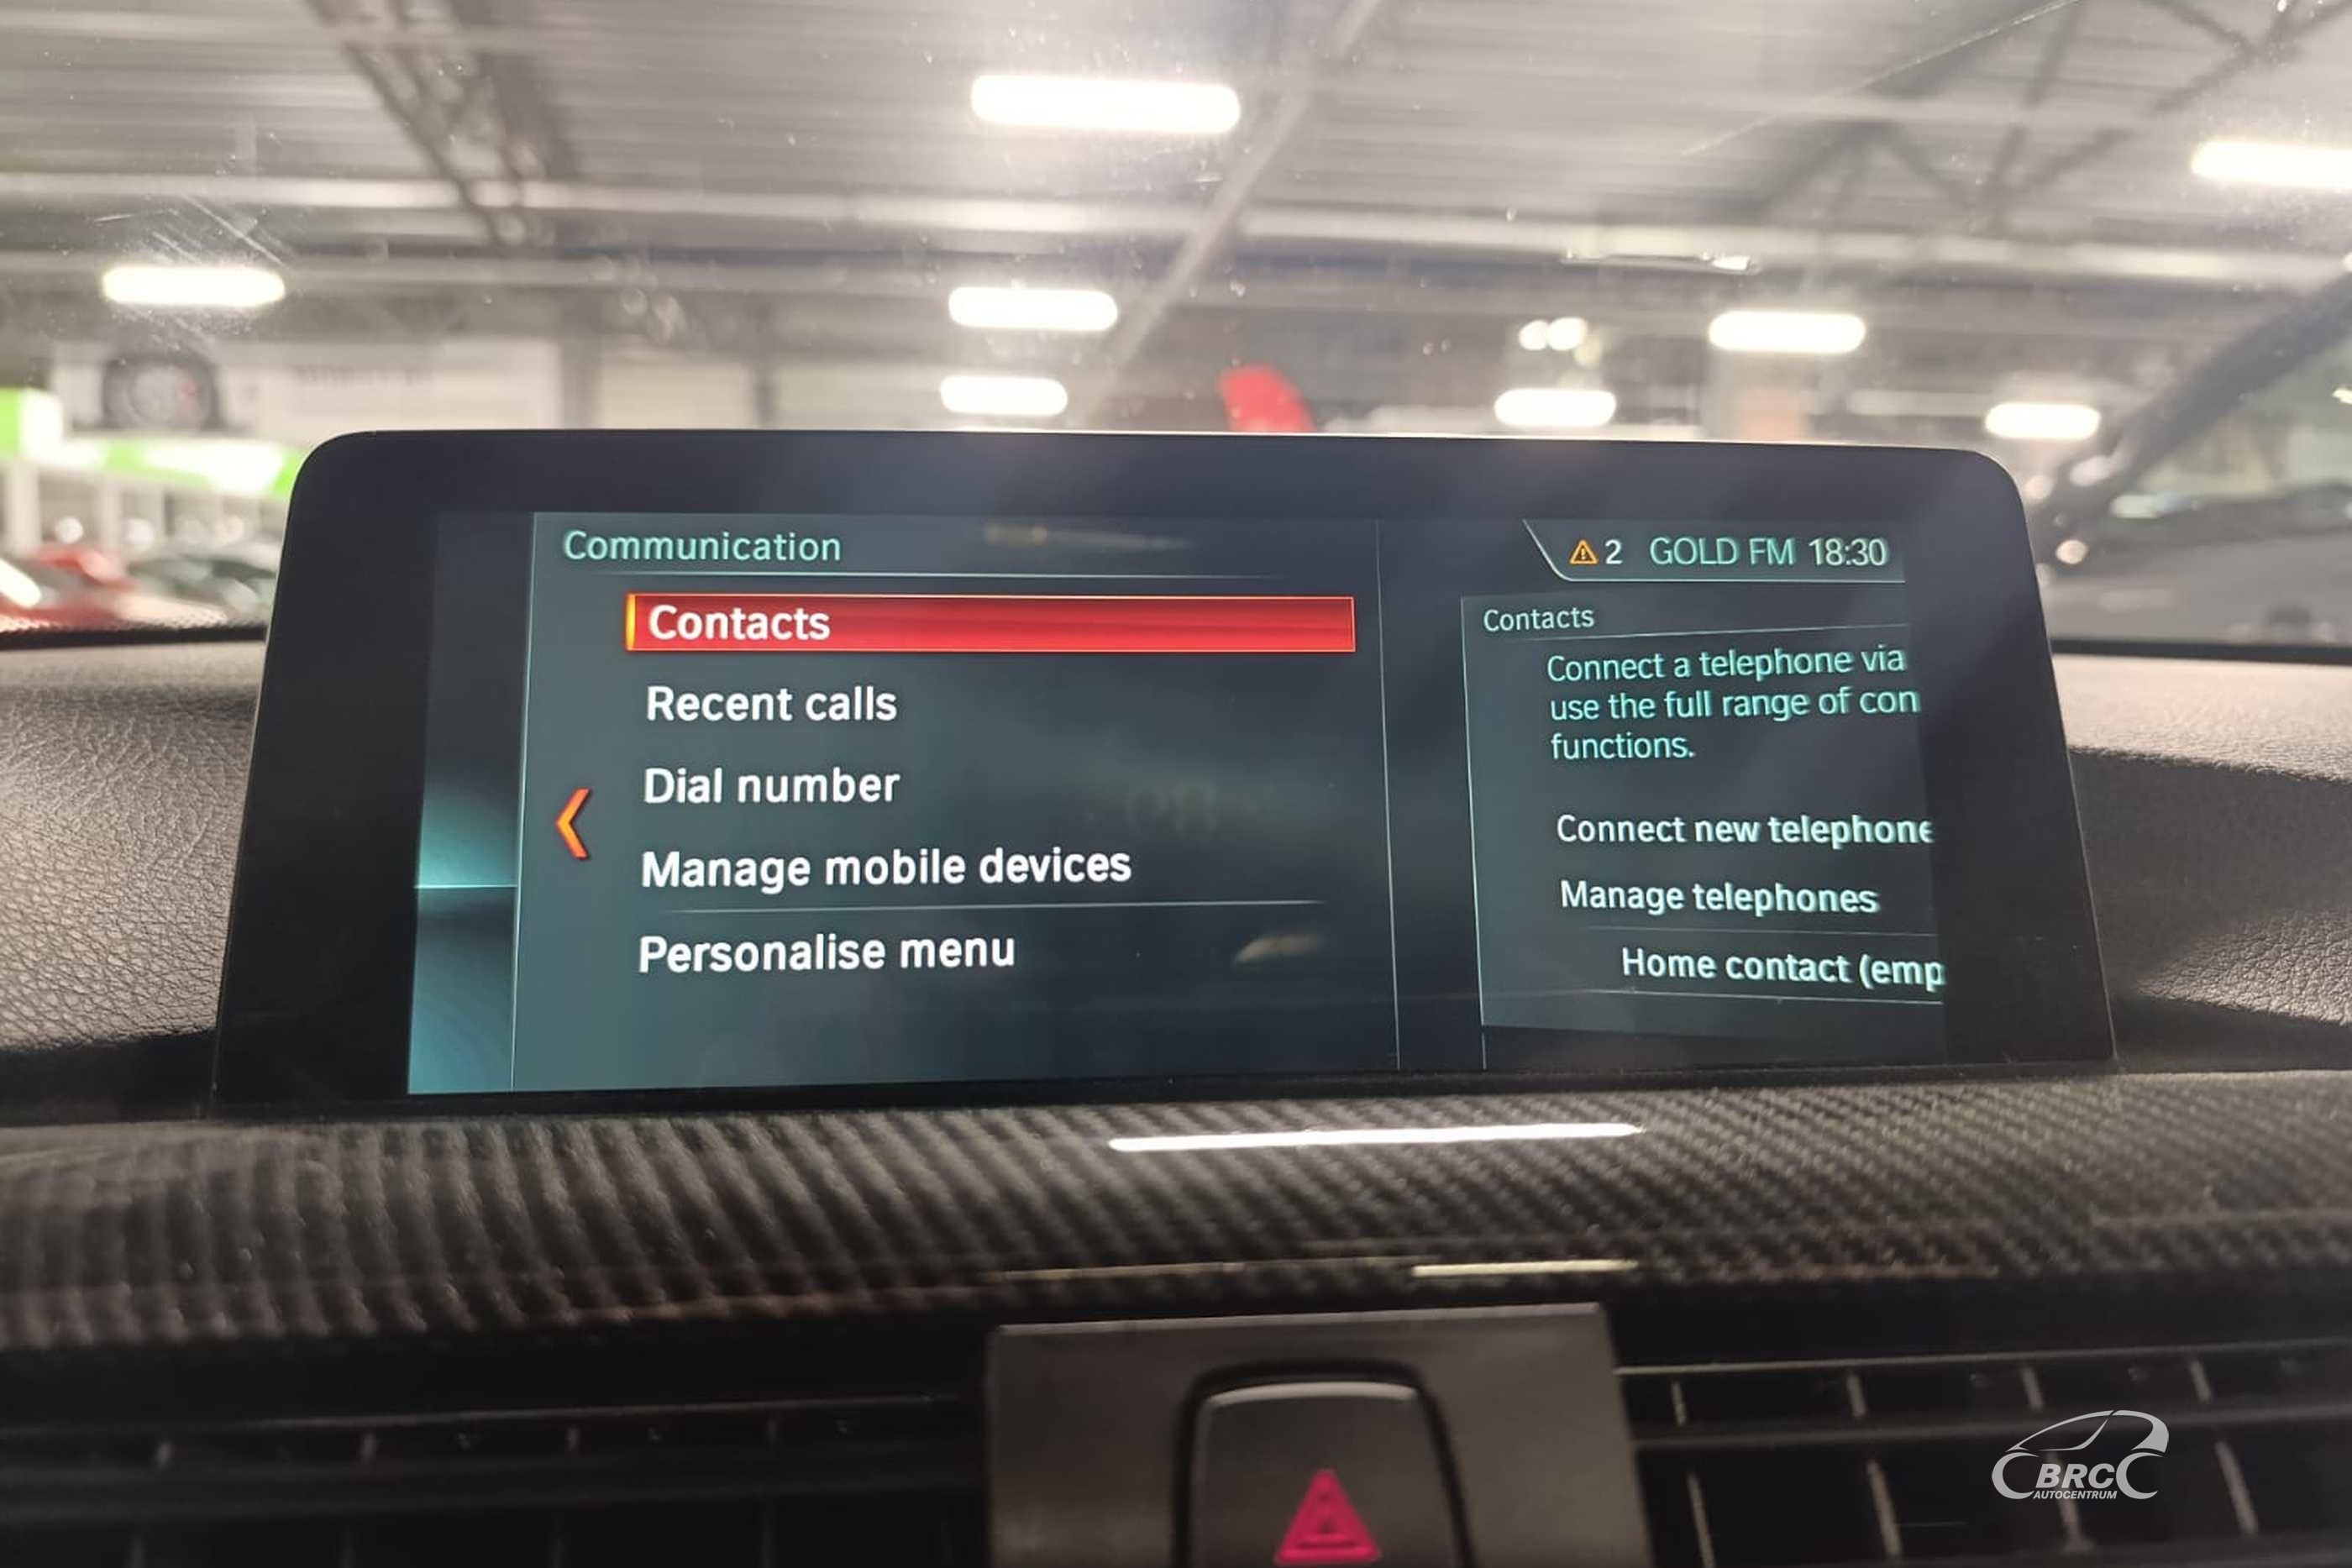 Communication
Contacts
Recent calls
Dial number
Manage mobile devices
Personalise menu
2 GOLD FM 18:30
Contacts
Connect a telephone via
use the full range of con
functions.
Connect new telephone
Manage telephones
Home contact (emp
BRC
AUTOCENTRUM